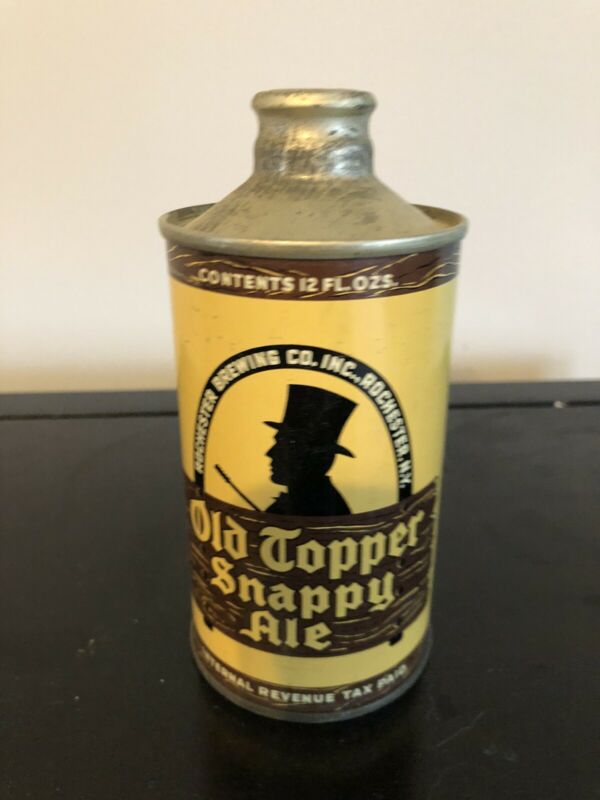 CONTENTS 12 FL. OZS.
ROCHESTER BREWING CO. INC., ROCHESTER, N.Y.
Old Topper
Snappy
Ale
INTERNAL REVENUE TAX PAID